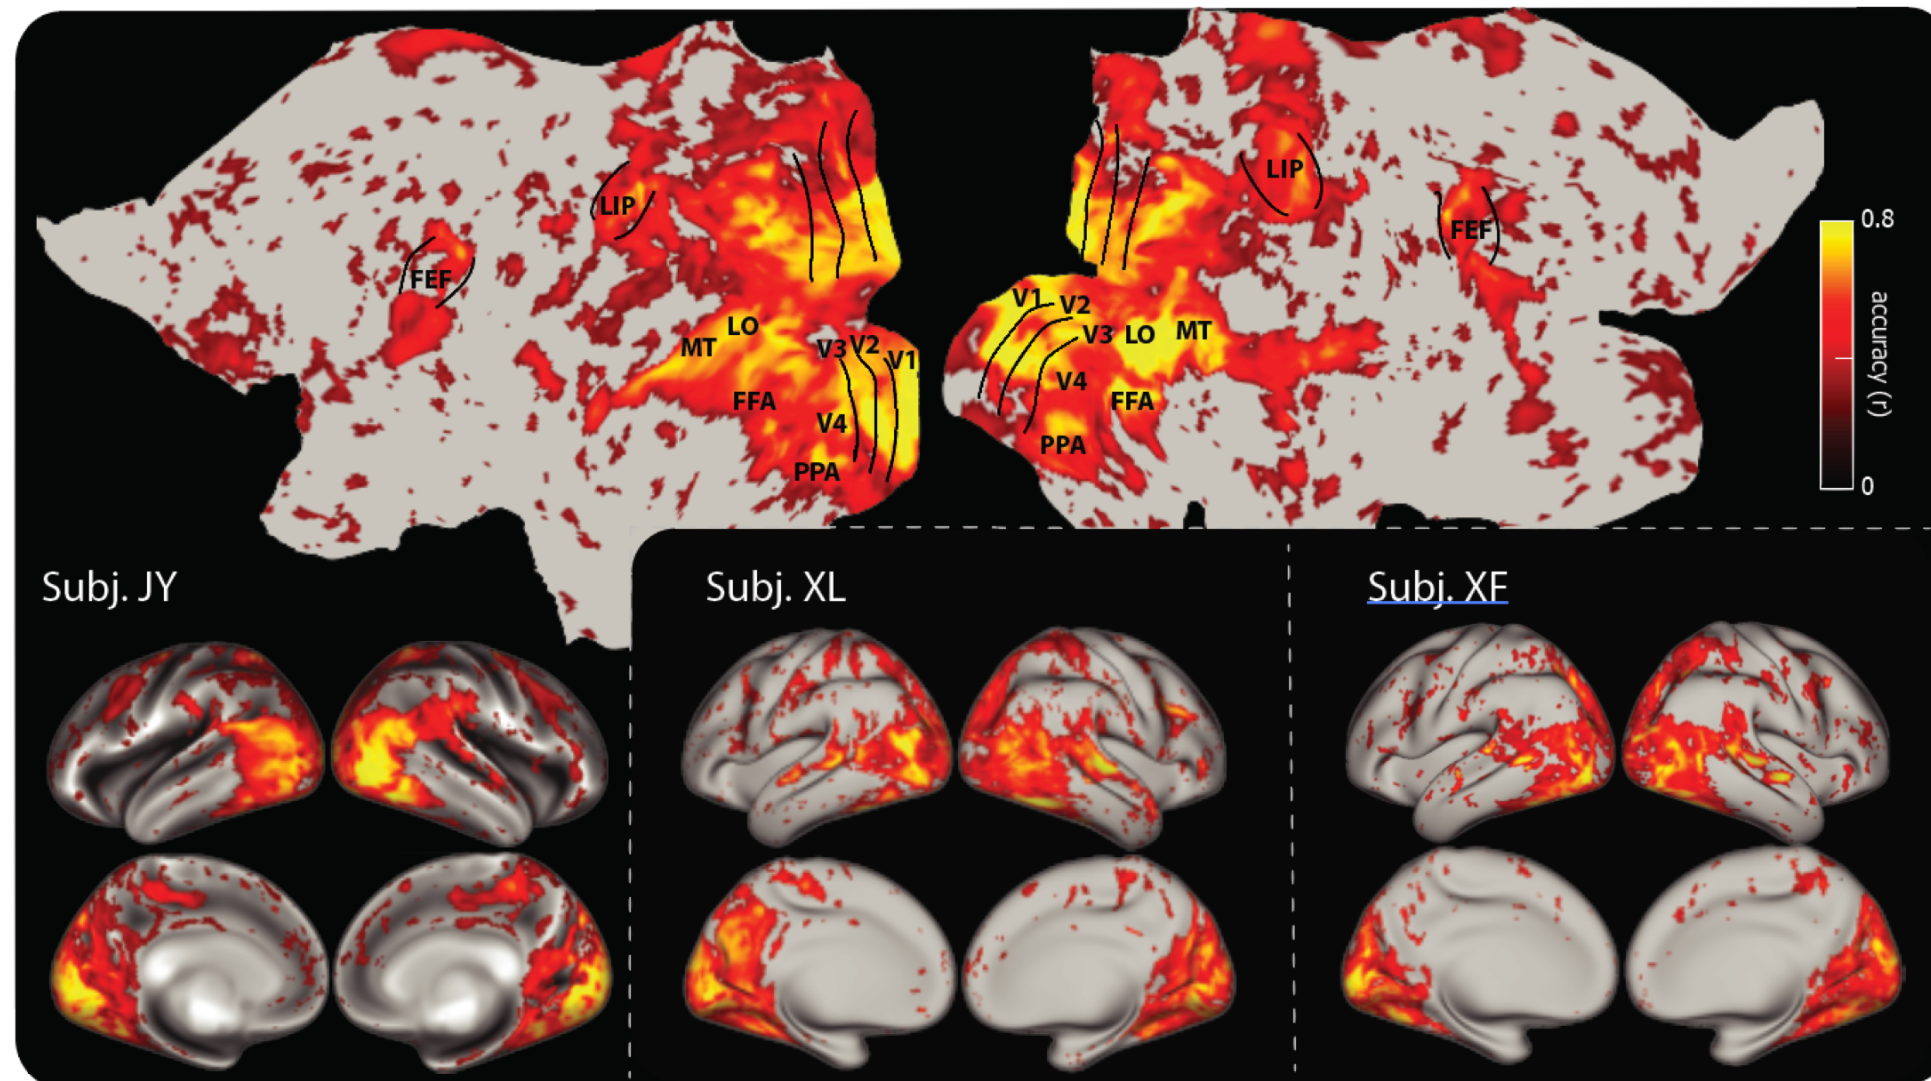 LIP
FEF
LO
MT
V3
V2
V1
FFA
V4
PPA
LIP
FEF
V1
V2
V3
LO
MT
V4
FFA
PPA
0.8
accuracy (r)
0
Subj. JY
Subj. XL
Subj. XF